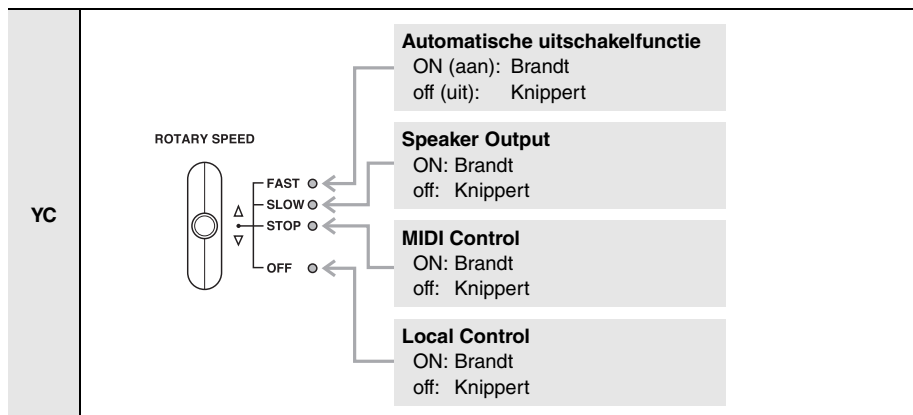 YC
ROTARY SPEED
FAST
SLOW
STOP
OFF
Automatische uitschakelfunctie
ON (aan): Brandt
off (uit): Knippert
Speaker Output
ON: Brandt
off: Knippert
MIDI Control
ON: Brandt
off: Knippert
Local Control
ON: Brandt
off: Knippert